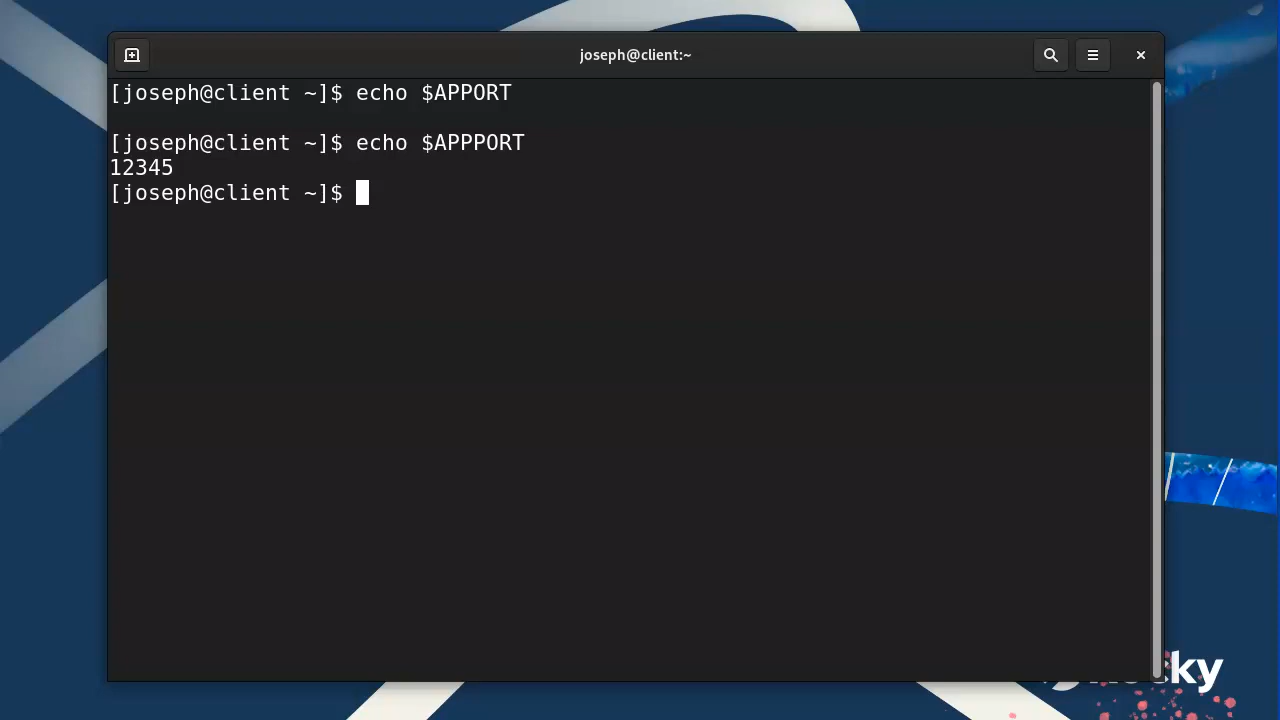 joseph@client:~
[joseph@client ~]$ echo $APPORT
[joseph@client ~]$ echo $APPPORT
12345
[joseph@client ~]$